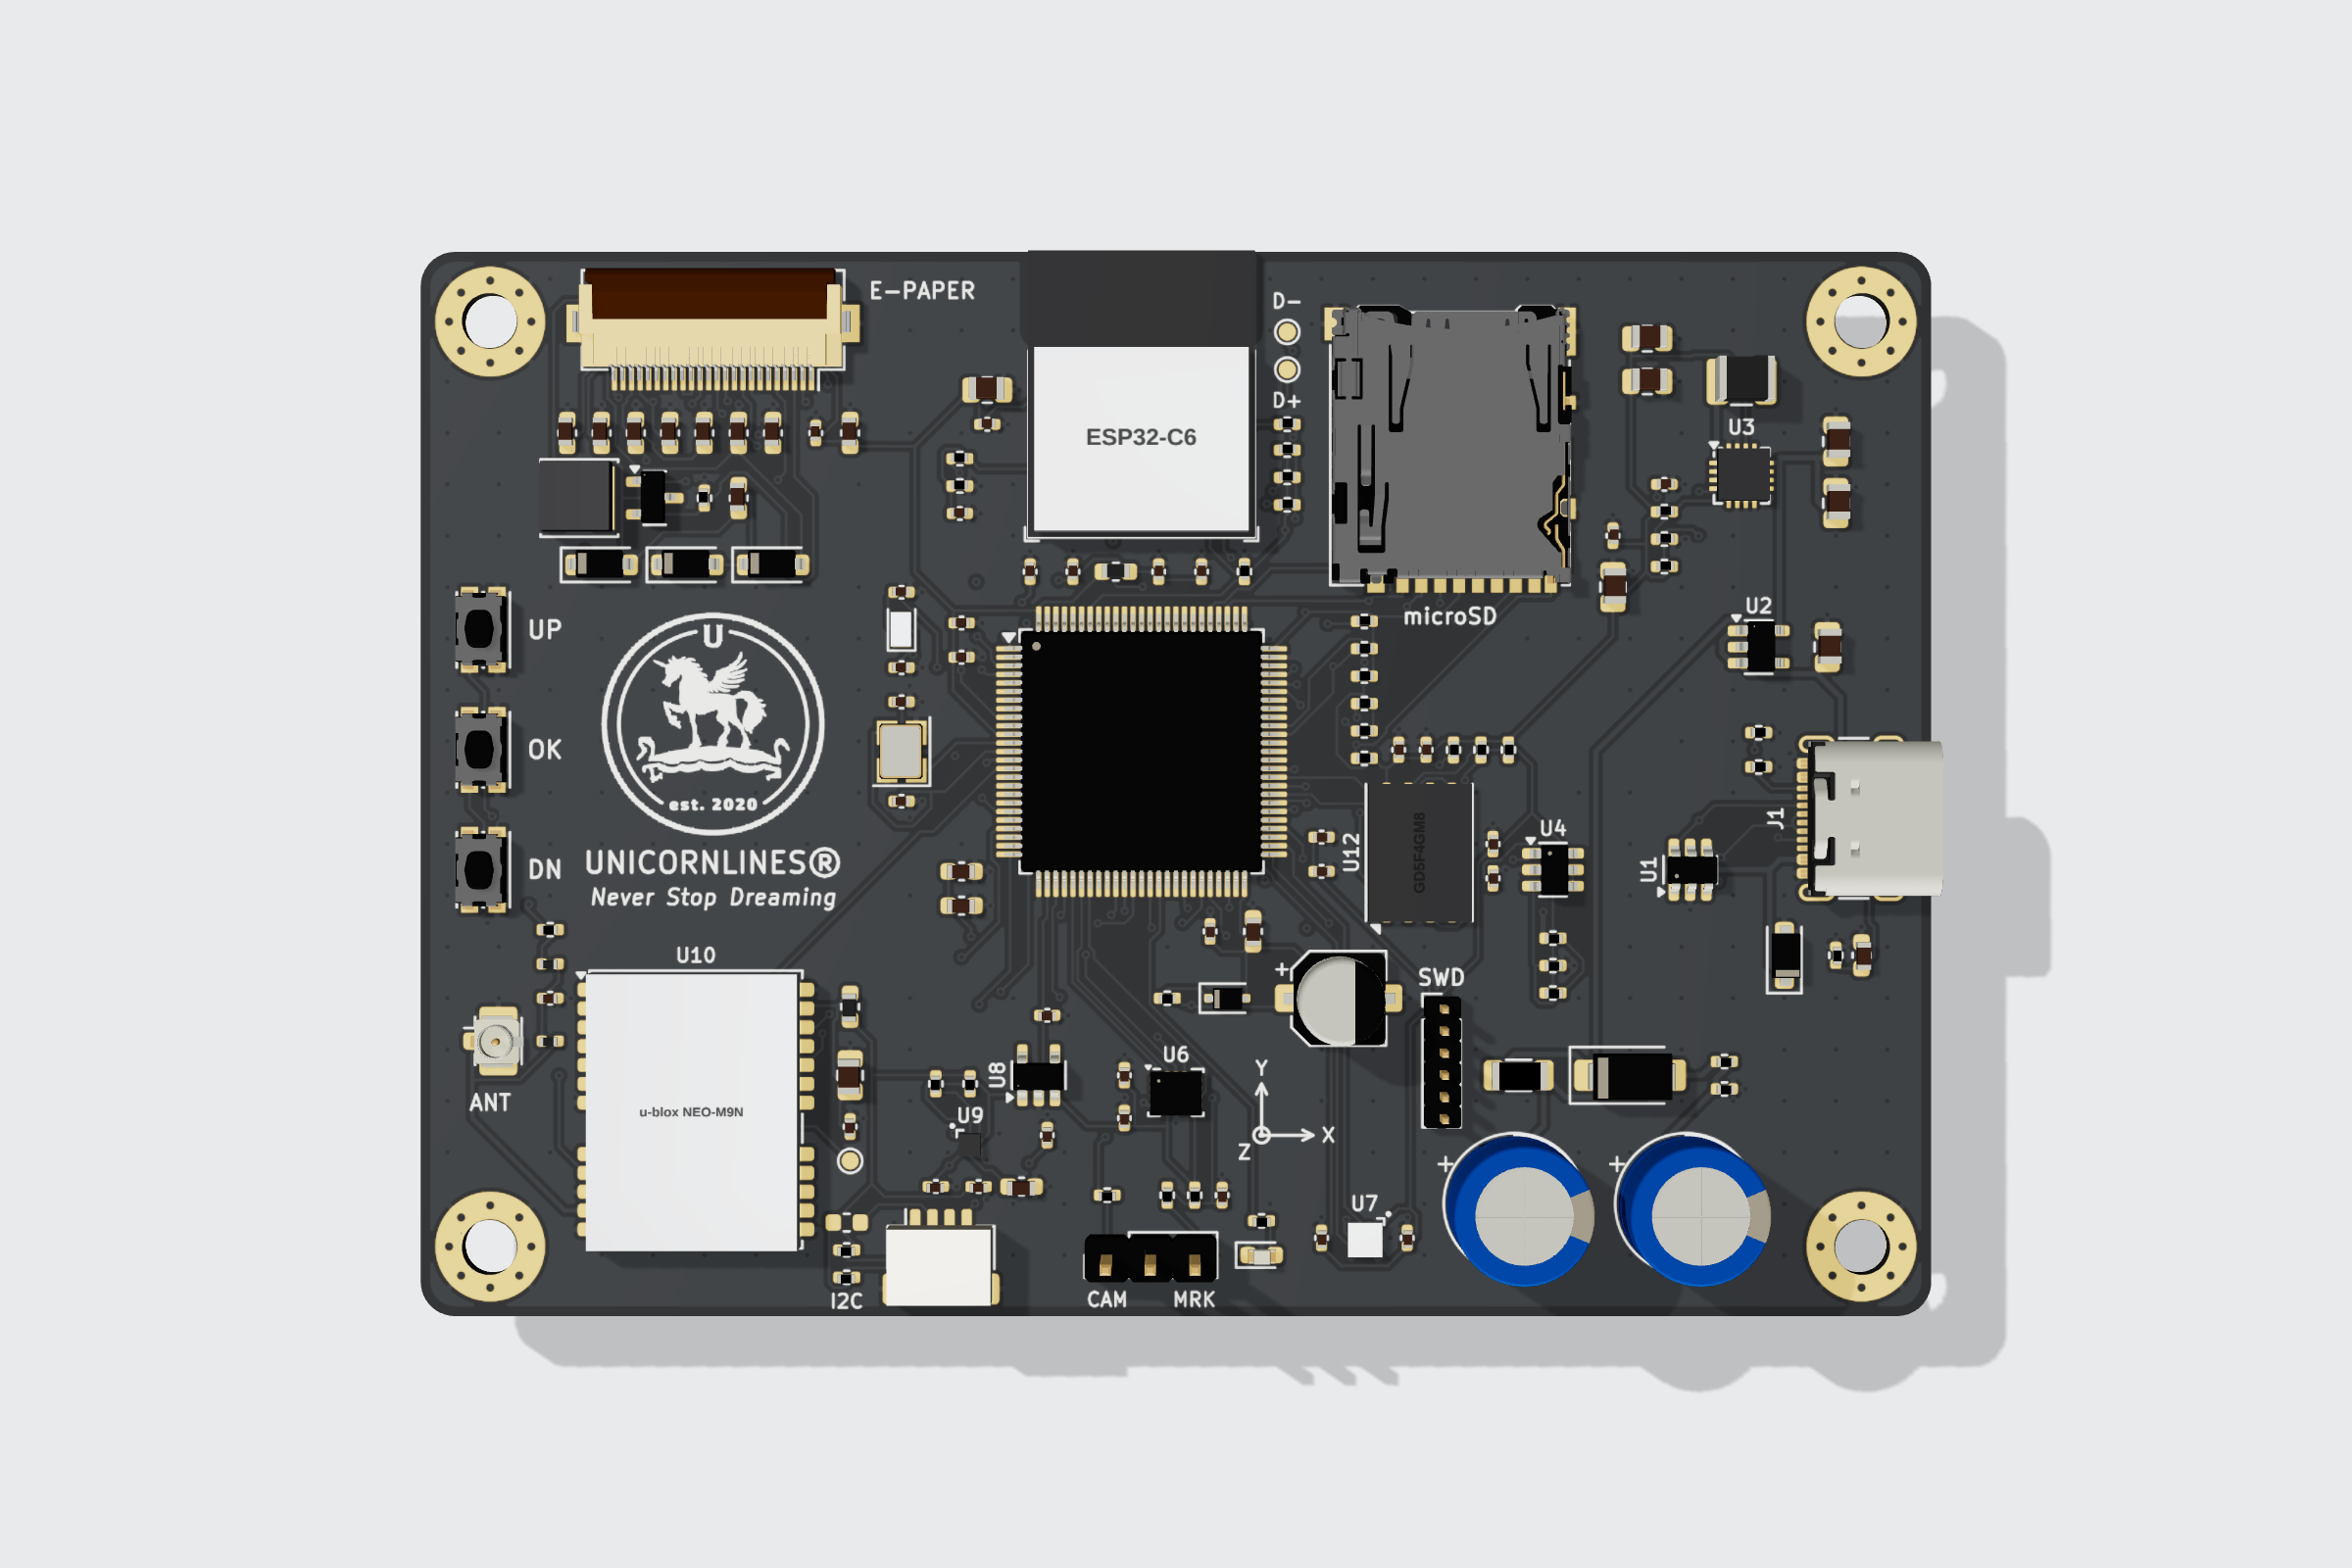 E-PAPER
D-
D+
ESP32-C6
U3
microSD
U2
UP
OK
DN
U
est. 2020
UNICORNLINES®
Never Stop Dreaming
J1
U12
GD5F4GM8
U4
U1
U10
SWD
+
ANT
u-blox NEO-M9N
U8
U9
U6
Y
X
Z
U7
+
+
I2C
CAM
MRK